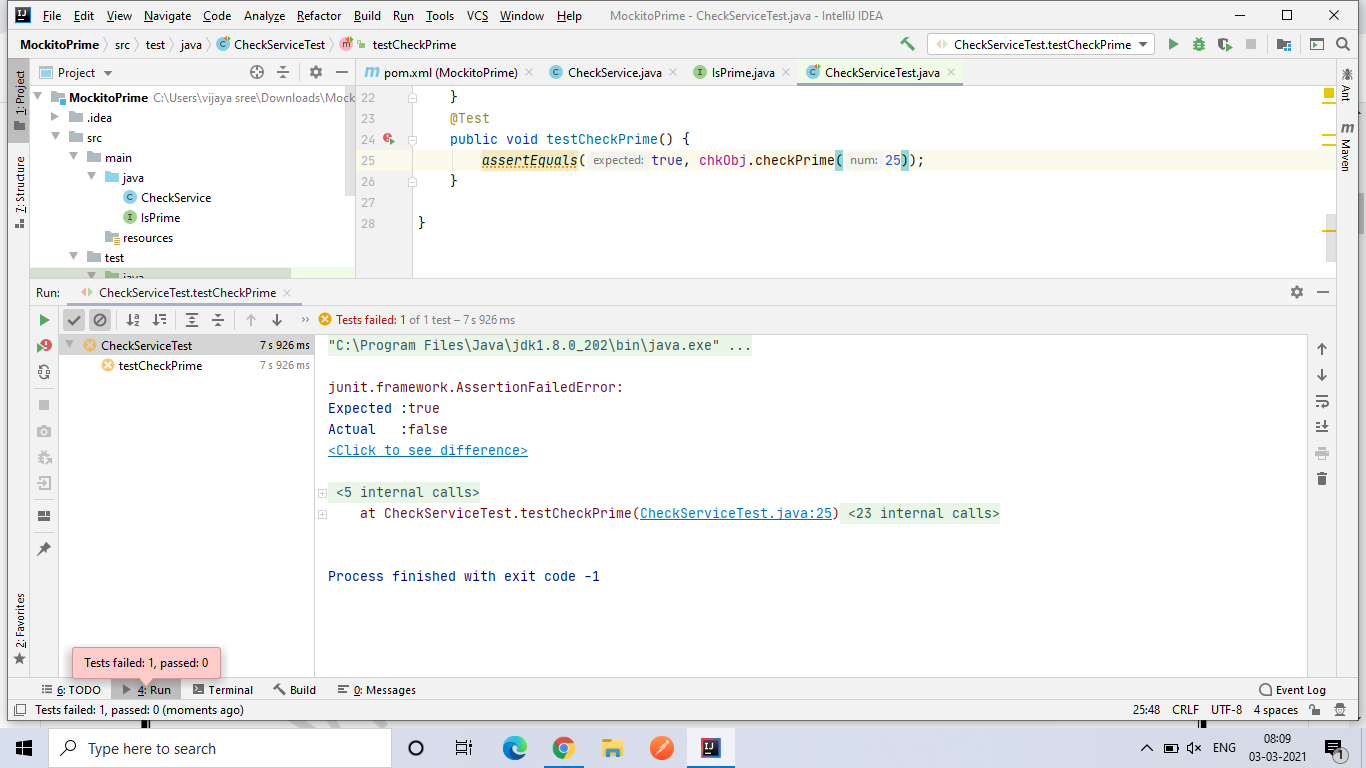 File Edit View Navigate Code Analyze Refactor Build Run Tools VCS Window Help MockitoPrime - CheckServiceTest.java - IntelliJ IDEA
MockitoPrime src test java CheckServiceTest testCheckPrime CheckServiceTest.testCheckPrime
1: Project
7: Structure
2: Favorites
Project
MockitoPrime C:\Users\vijaya sree\Downloads\Mock
.idea
src
main
java
CheckService
IsPrime
resources
test
java
pom.xml (MockitoPrime) CheckService.java IsPrime.java CheckServiceTest.java
22 }
23 @Test
24 public void testCheckPrime() {
25 assertEquals( expected: true, chkObj.checkPrime( num: 25));
26 }
27
28 }
Ant
Maven
Run: CheckServiceTest.testCheckPrime
Tests failed: 1 of 1 test – 7 s 926 ms
CheckServiceTest 7 s 926 ms
testCheckPrime 7 s 926 ms
"C:\Program Files\Java\jdk1.8.0_202\bin\java.exe" ...
junit.framework.AssertionFailedError:
Expected :true
Actual :false
<Click to see difference>
<5 internal calls>
at CheckServiceTest.testCheckPrime(CheckServiceTest.java:25) <23 internal calls>
Process finished with exit code -1
Tests failed: 1, passed: 0
6: TODO 4: Run Terminal Build 0: Messages Event Log
Tests failed: 1, passed: 0 (moments ago) 25:48 CRLF UTF-8 4 spaces
Type here to search ENG 08:09
03-03-2021
1